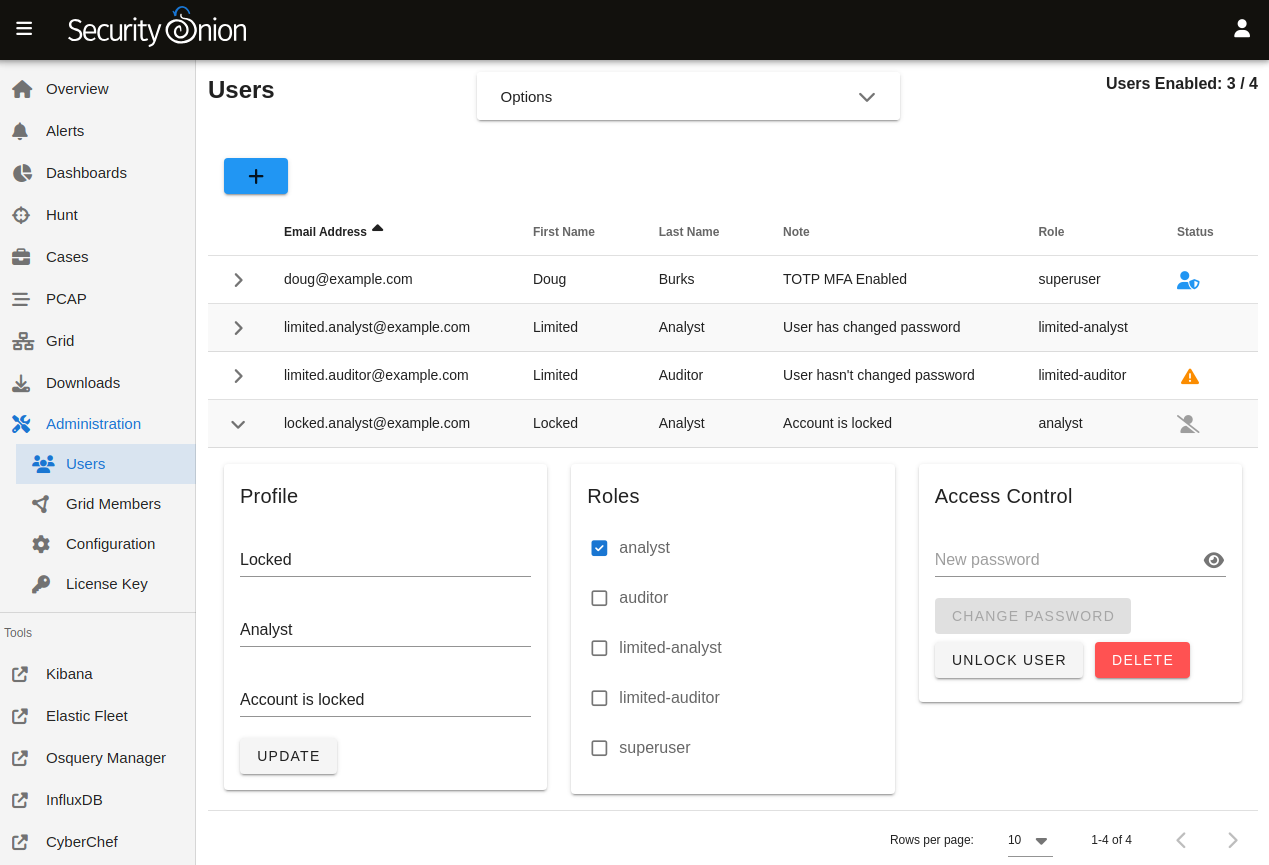 Security Onion
Overview
Alerts
Dashboards
Hunt
Cases
PCAP
Grid
Downloads
Administration
Users
Grid Members
Configuration
License Key
Tools
Kibana
Elastic Fleet
Osquery Manager
InfluxDB
CyberChef
Users
Options
Users Enabled: 3 / 4
+
Email Address First Name Last Name Note Role Status
doug@example.com Doug Burks TOTP MFA Enabled superuser
limited.analyst@example.com Limited Analyst User has changed password limited-analyst
limited.auditor@example.com Limited Auditor User hasn't changed password limited-auditor
locked.analyst@example.com Locked Analyst Account is locked analyst
Profile
Locked
Analyst
Account is locked
UPDATE
Roles
analyst
auditor
limited-analyst
limited-auditor
superuser
Access Control
New password
CHANGE PASSWORD
UNLOCK USER DELETE
Rows per page: 10 1-4 of 4